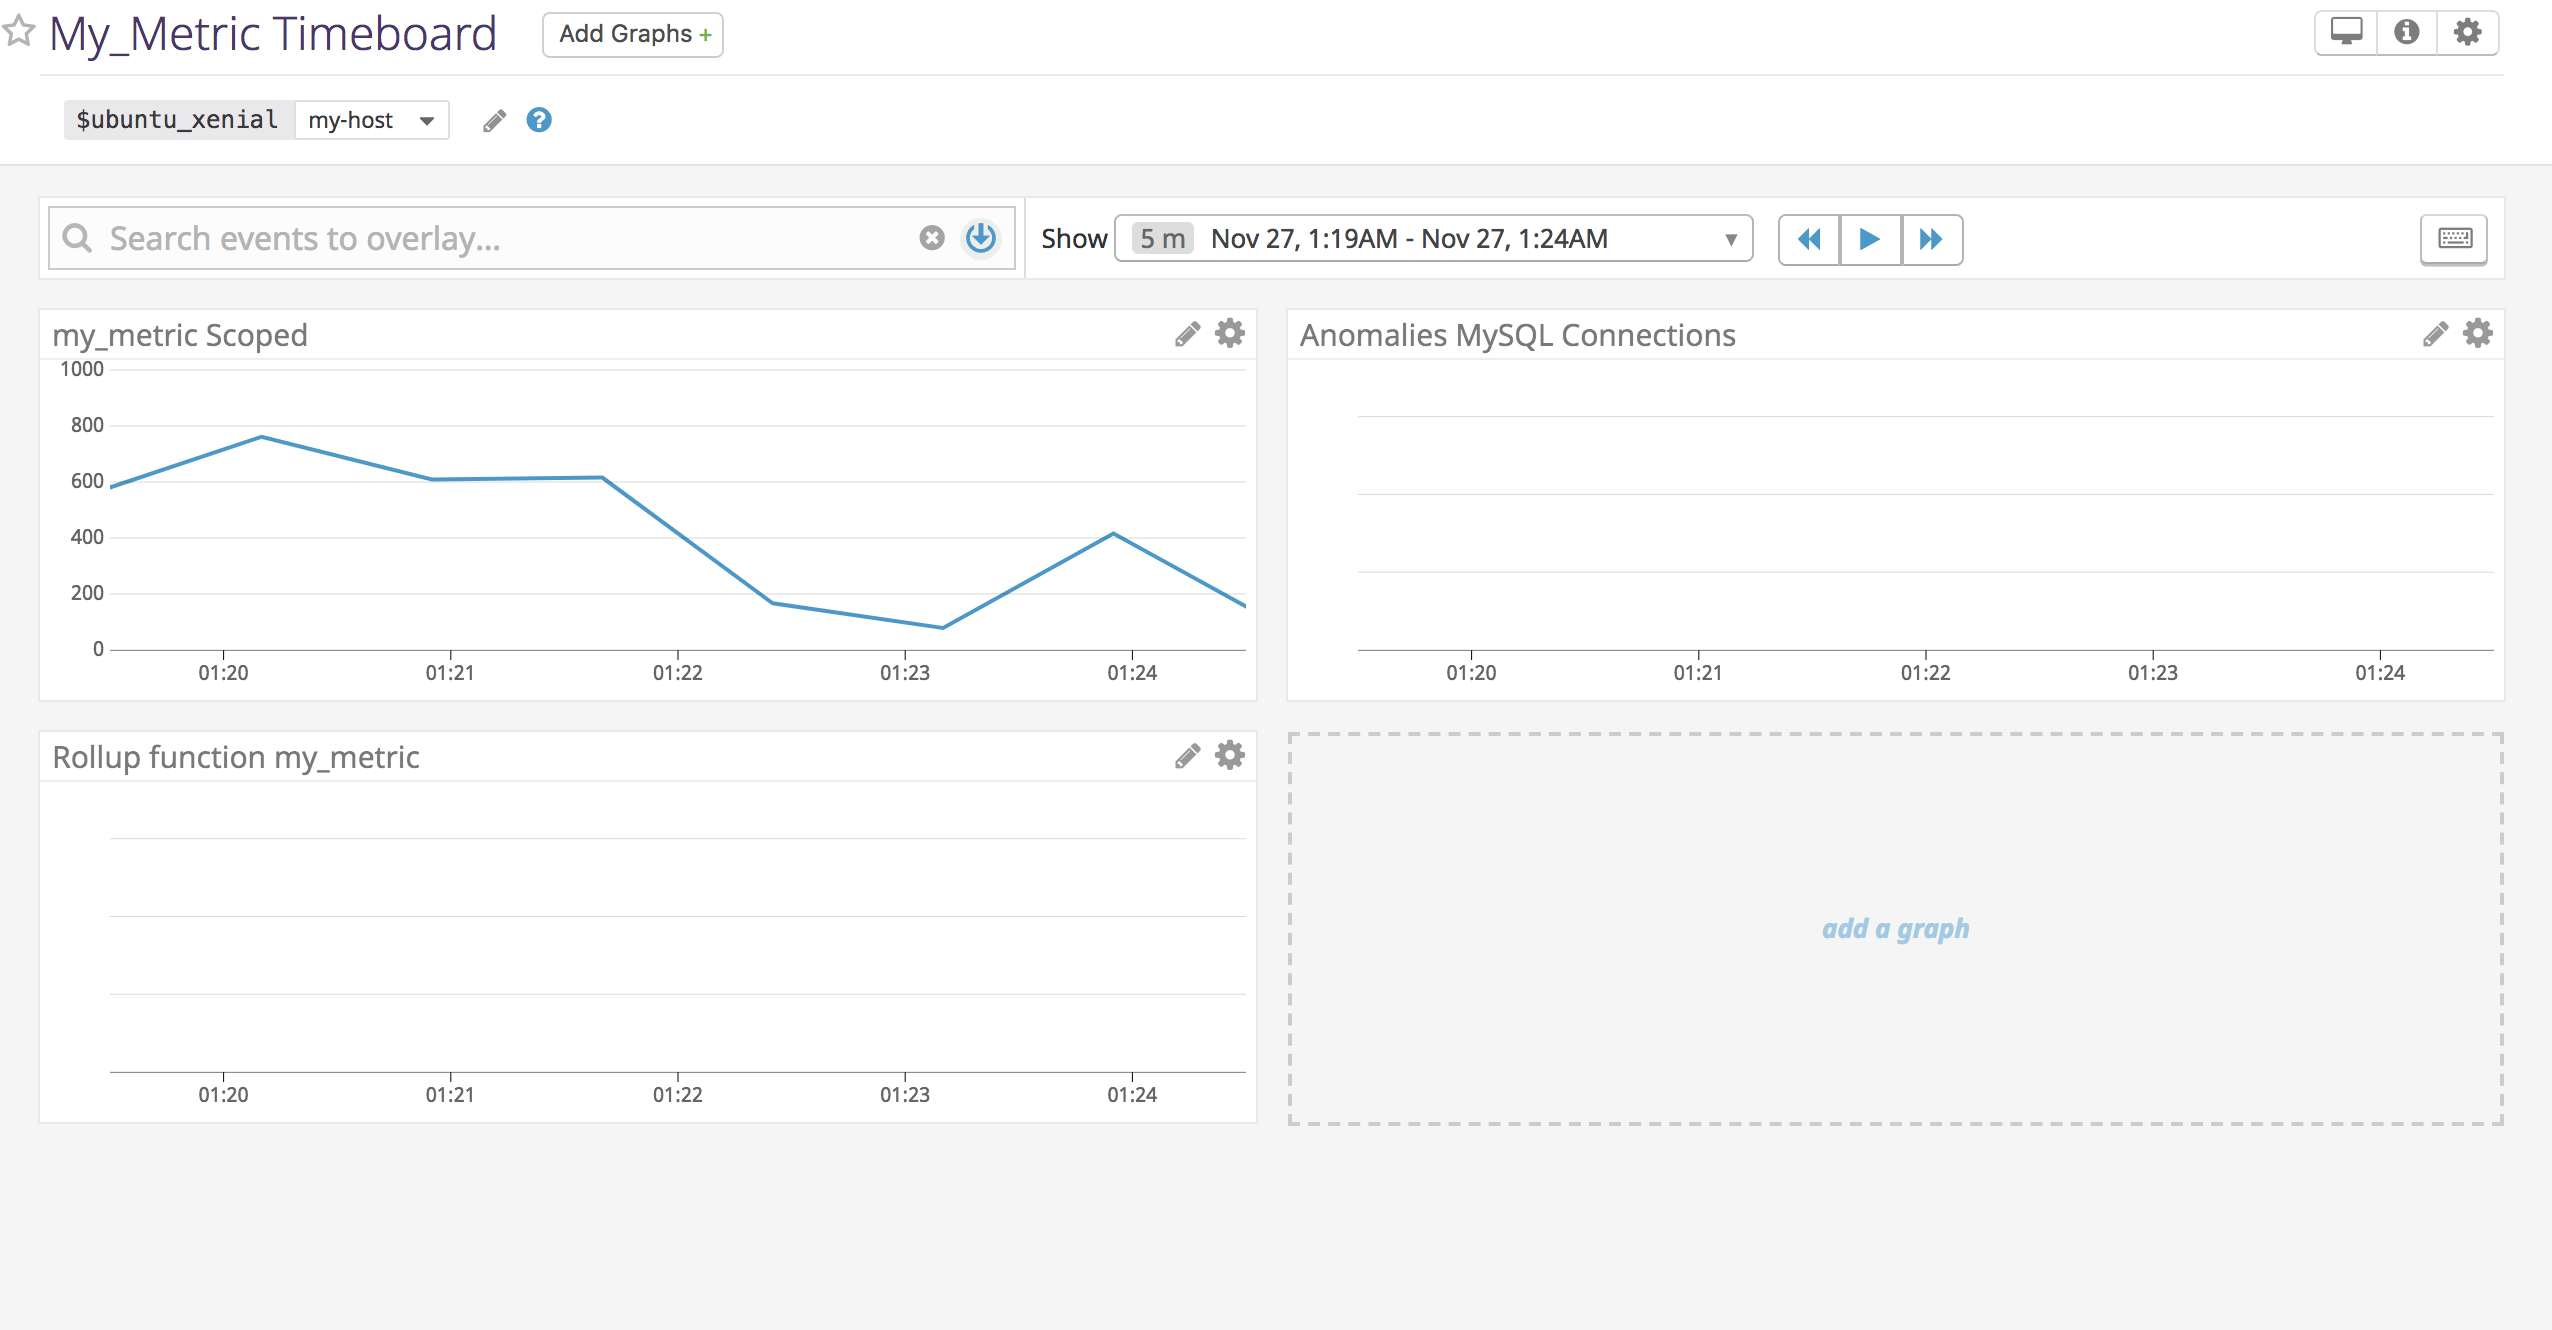 My_Metric Timeboard
Add Graphs +
$ubuntu_xenial my-host
Search events to overlay...
Show 5 m Nov 27, 1:19AM - Nov 27, 1:24AM
my_metric Scoped
1000
800
600
400
200
0
01:20 01:21 01:22 01:23 01:24
Anomalies MySQL Connections
01:20 01:21 01:22 01:23 01:24
Rollup function my_metric
01:20 01:21 01:22 01:23 01:24
add a graph